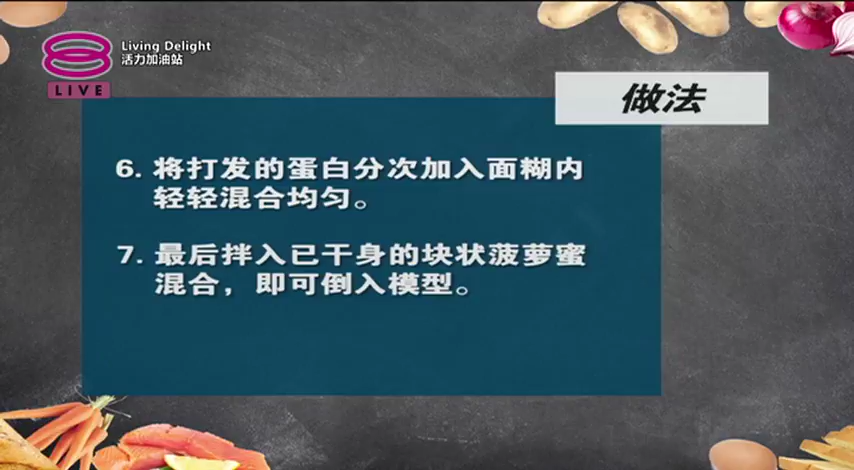 Living Delight
活力加油站
LIVE
做法
6. 将打发的蛋白分次加入面糊内
轻轻混合均匀。
7. 最后拌入已干身的块状菠萝蜜
混合，即可倒入模型。